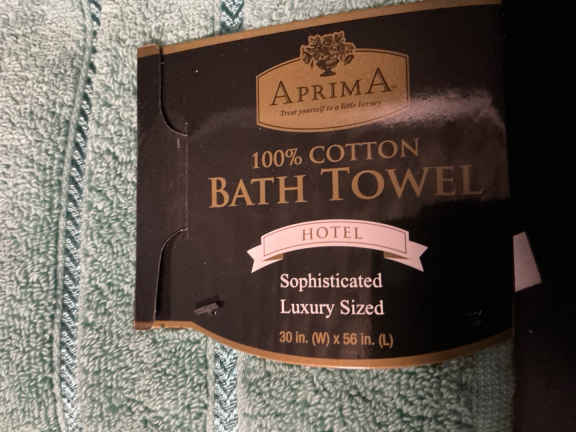 APRIMA
Treat yourself to a little luxury
100% COTTON
BATH TOWEL
HOTEL
Sophisticated
Luxury Sized
30 in. (W) x 56 in. (L)